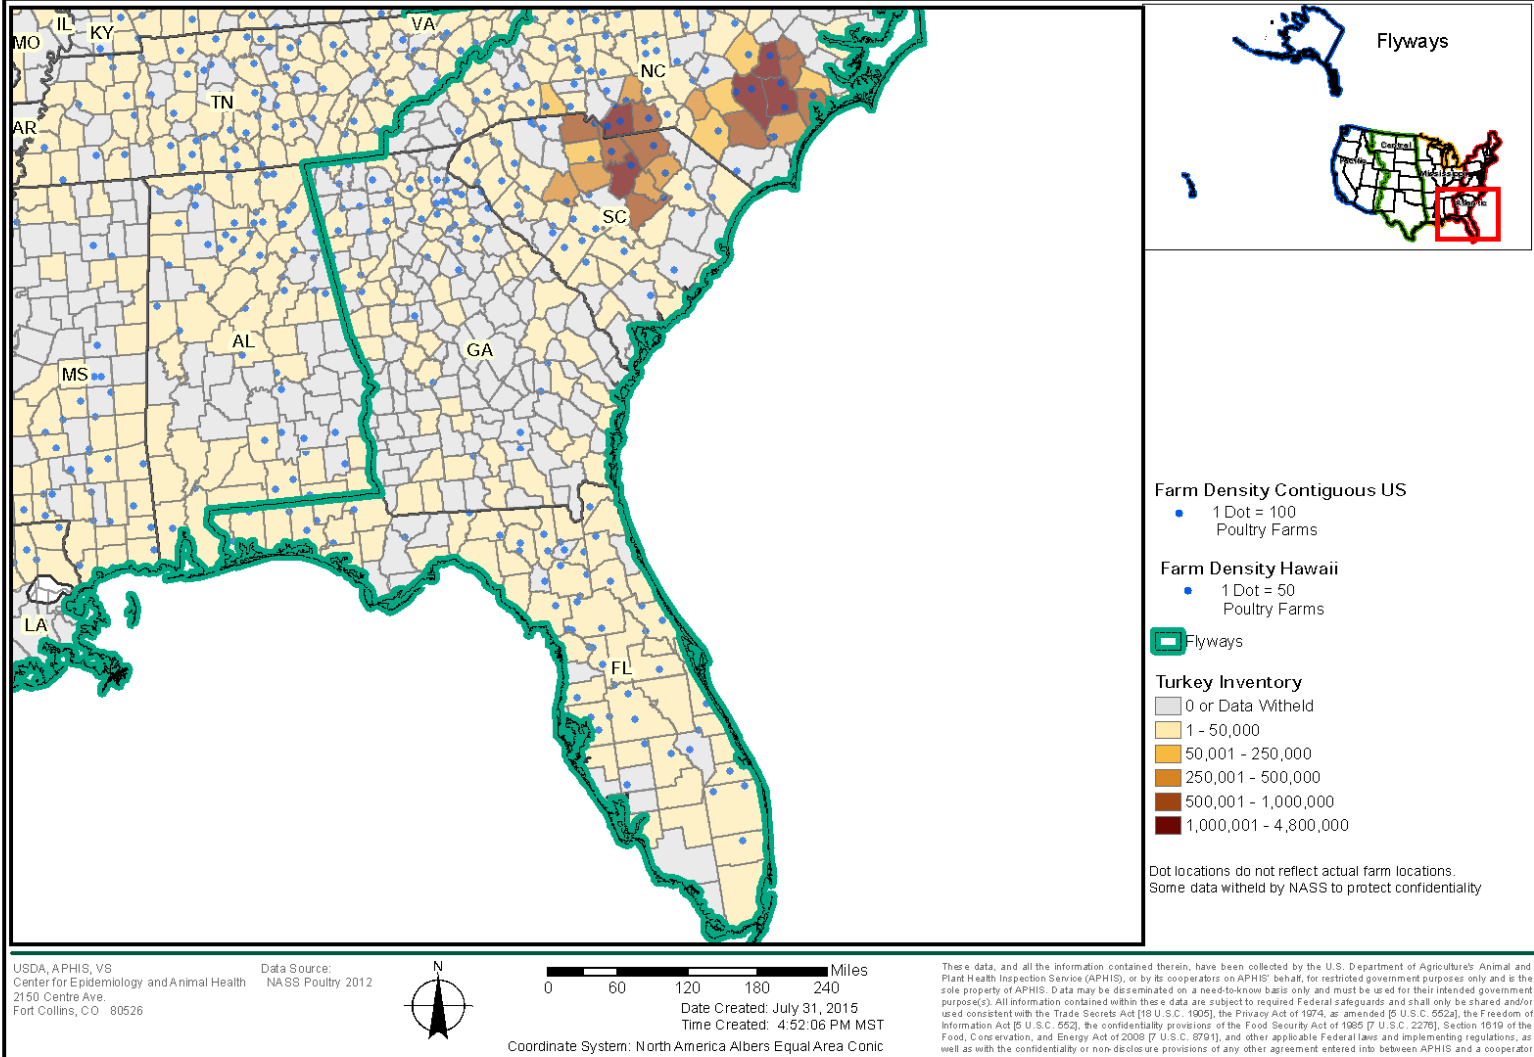 IL
KY
MO
VA
TN
NC
AR
SC
AL
GA
MS
LA
FL
Flyways
Central
Atlantic
Farm Density Contiguous US
1 Dot = 100
Poultry Farms
Farm Density Hawaii
1 Dot = 50
Poultry Farms
Flyways
Turkey Inventory
0 or Data Witheld
1 - 50,000
50,001 - 250,000
250,001 - 500,000
500,001 - 1,000,000
1,000,001 - 4,800,000
Dot locations do not reflect actual farm locations.
Some data witheld by NASS to protect confidentiality
USDA, APHIS, VS
Center for Epidemiology and Animal Health
2150 Centre Ave.
Fort Collins, CO 80526
Data Source:
NASS Poultry 2012
N
Miles
0 60 120 180 240
Date Created: July 31, 2015
Time Created: 4:52:06 PM MST
Coordinate System: North America Albers Equal Area Conic
These data, and all the information contained therein, have been collected by the U.S. Department of Agriculture's Animal and
Plant Health Inspection Service (APHIS), or by its cooperators on APHIS' behalf, for restricted government purposes only and is the
sole property of APHIS. Data may be disseminated on a need-to-know basis only and must be used for their intended government
purpose(s). All information contained within these data are subject to required Federal safeguards and shall only be shared and/or
used consistent with the Trade Secrets Act [18 U.S.C. 1905], the Privacy Act of 1974, as amended [5 U.S.C. 552a], the Freedom of
Information Act [5 U.S.C. 552], the confidentiality provisions of the Food Security Act of 1985 [7 U.S.C. 2276], Section 1619 of the
Food, Conservation, and Energy Act of 2008 [7 U.S.C. 8791], and other applicable Federal laws and implementing regulations, as
well as with the confidentiality or non-disclosure provisions of any other agreement entered into between APHIS and a cooperator